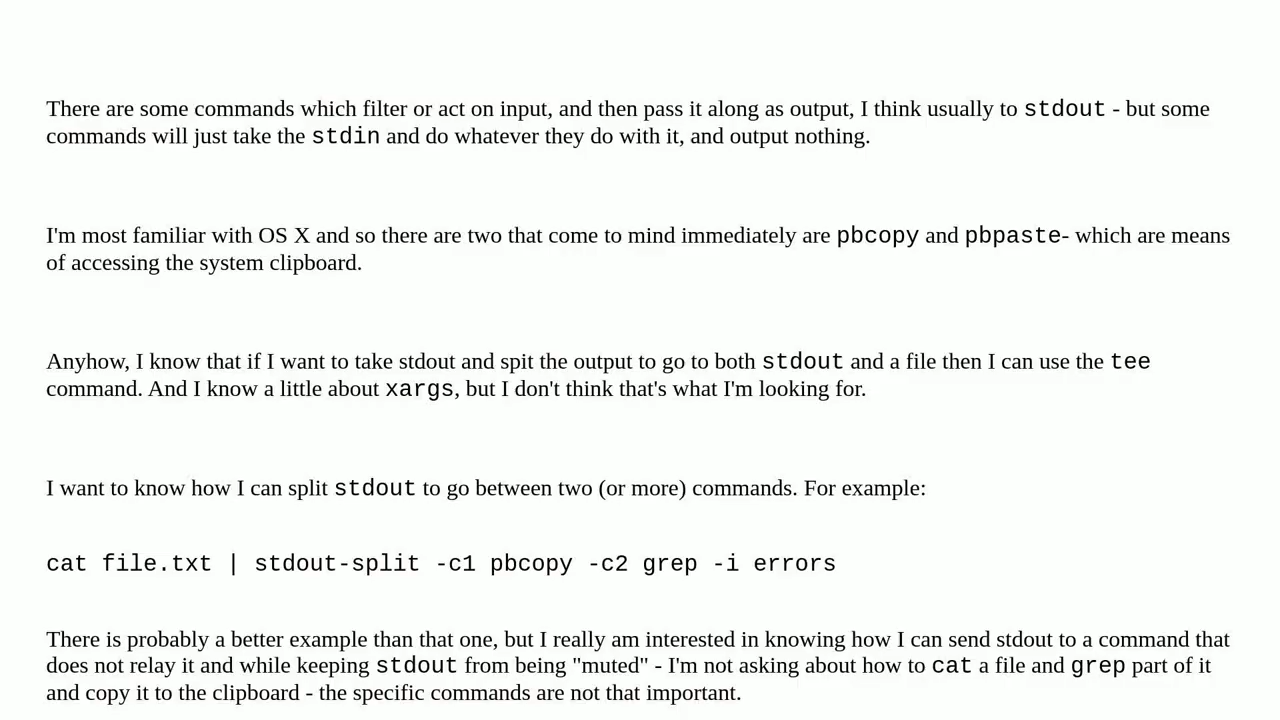 There are some commands which filter or act on input, and then pass it along as output, I think usually to stdout - but some
commands will just take the stdin and do whatever they do with it, and output nothing.
I'm most familiar with OS X and so there are two that come to mind immediately are pbcopy and pbpaste- which are means
of accessing the system clipboard.
Anyhow, I know that if I want to take stdout and spit the output to go to both stdout and a file then I can use the tee
command. And I know a little about xargs, but I don't think that's what I'm looking for.
I want to know how I can split stdout to go between two (or more) commands. For example:
cat file.txt | stdout-split -c1 pbcopy -c2 grep -i errors
There is probably a better example than that one, but I really am interested in knowing how I can send stdout to a command that
does not relay it and while keeping stdout from being "muted" - I'm not asking about how to cat a file and grep part of it
and copy it to the clipboard - the specific commands are not that important.